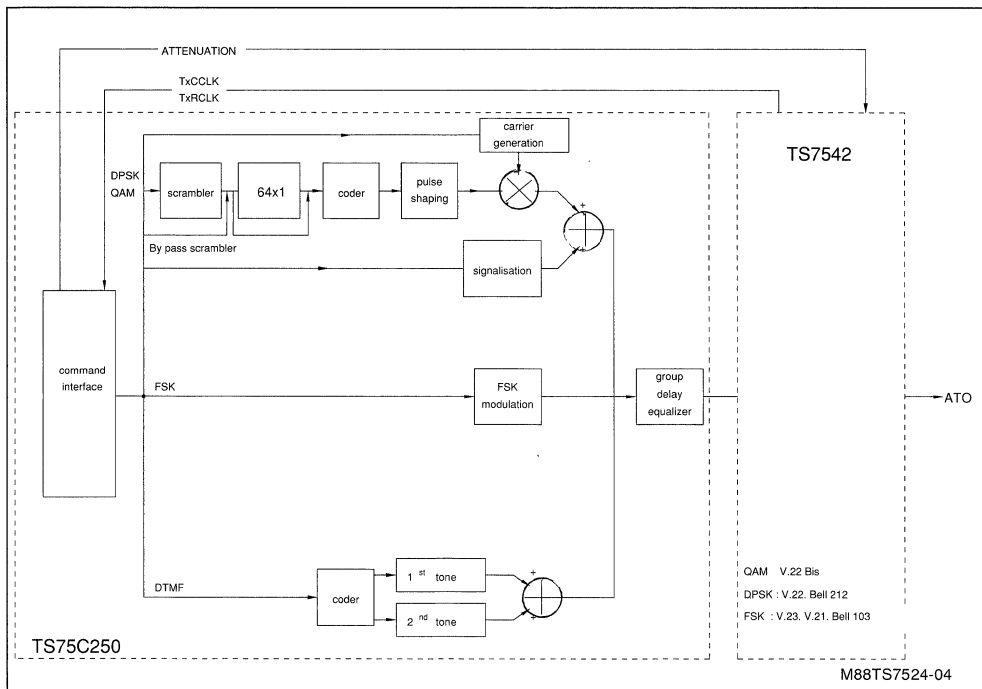 ATTENUATION
TxCCLK
TxRCLK
carrier
generation
TS7542
DPSK
QAM
scrambler
64x1
coder
pulse
shaping
+
By pass scrambler
+
signalisation
command
interface
FSK
FSK
modulation
group
delay
equalizer
ATO
DTMF
coder
1 st tone
+
2 nd tone
+
QAM V.22 Bis
DPSK : V.22. Bell 212
FSK : V.23. V.21. Bell 103
TS75C250
M88TS7524-04